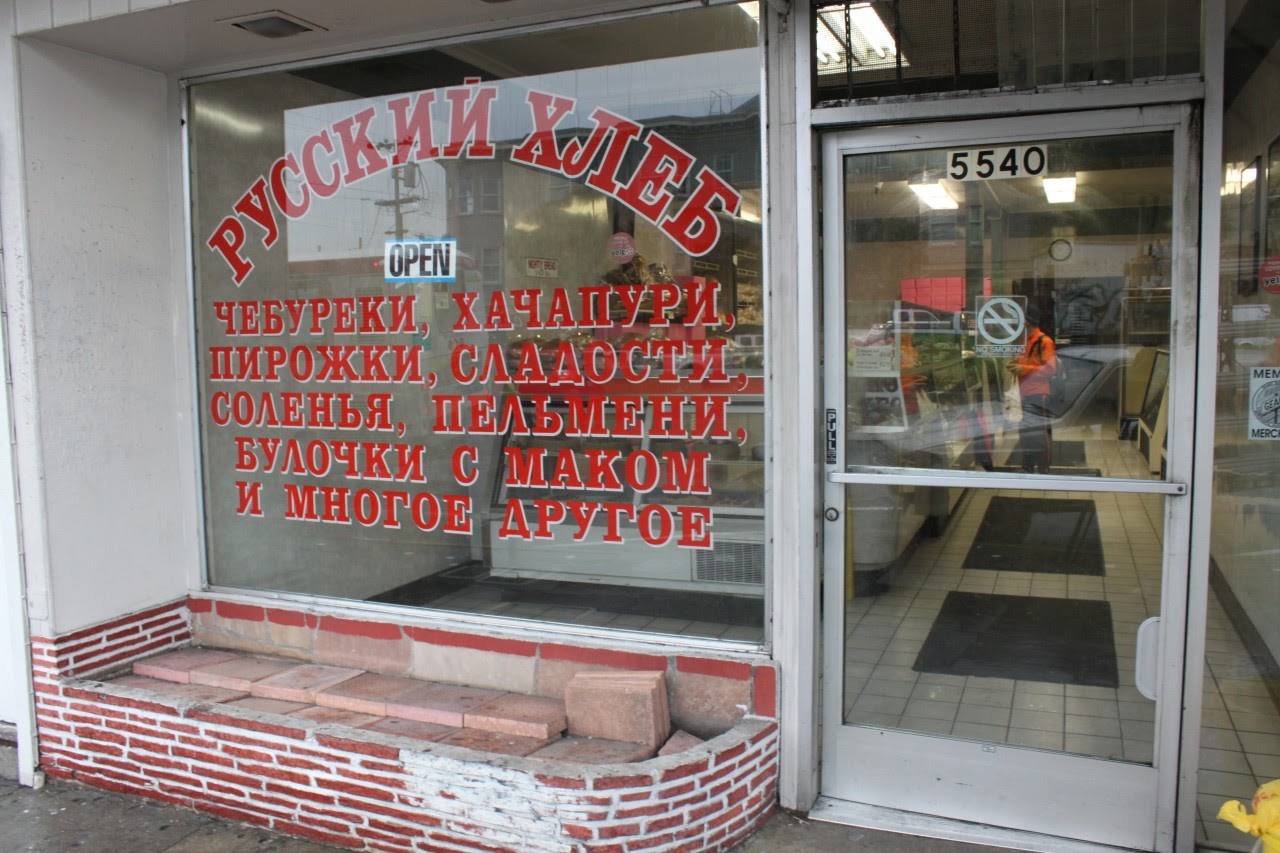 РУССКИЙ ХЛЕБ
OPEN
ЧЕБУРЕКИ, ХАЧАПУРИ,
ПИРОЖКИ, СЛАДОСТИ,
СОЛЕНЬЯ, ПЕЛЬМЕНИ,
БУЛОЧКИ С МАКОМ
И МНОГОЕ ДРУГОЕ
5540
NO SMOKING
PULL